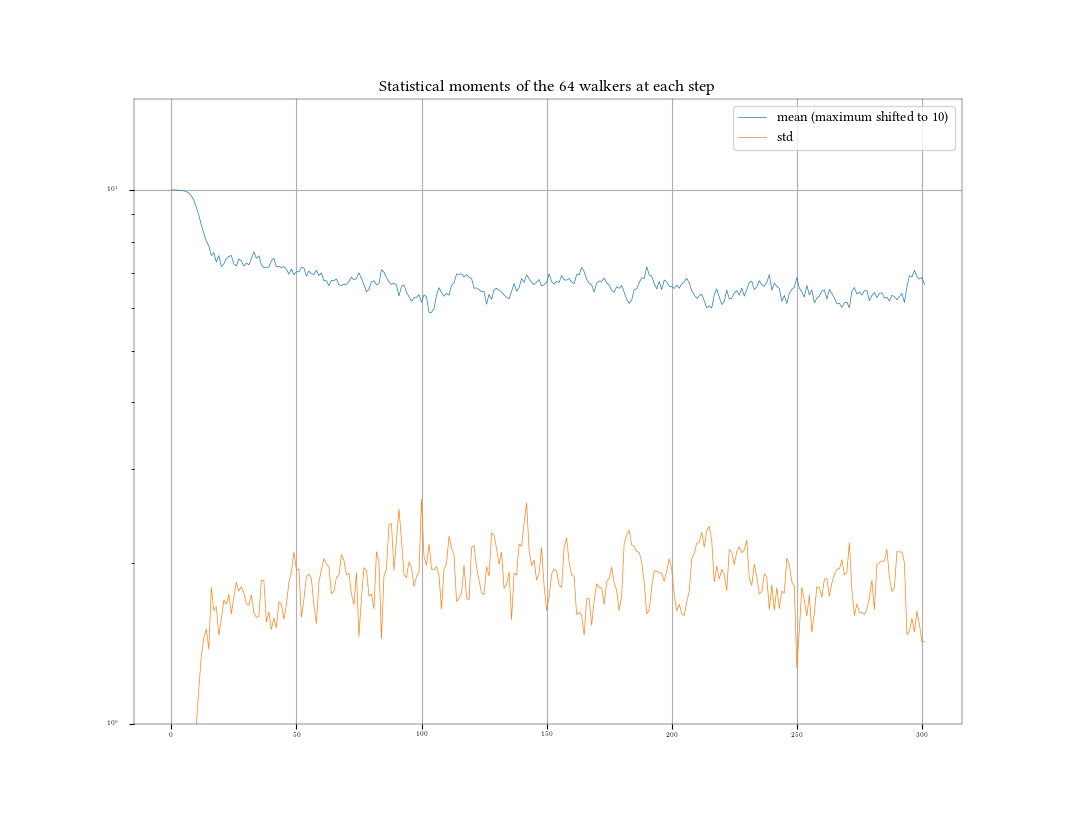 Statistical moments of the 64 walkers at each step
mean (maximum shifted to 10)
std
10¹
10⁰
0 50 100 150 200 250 300